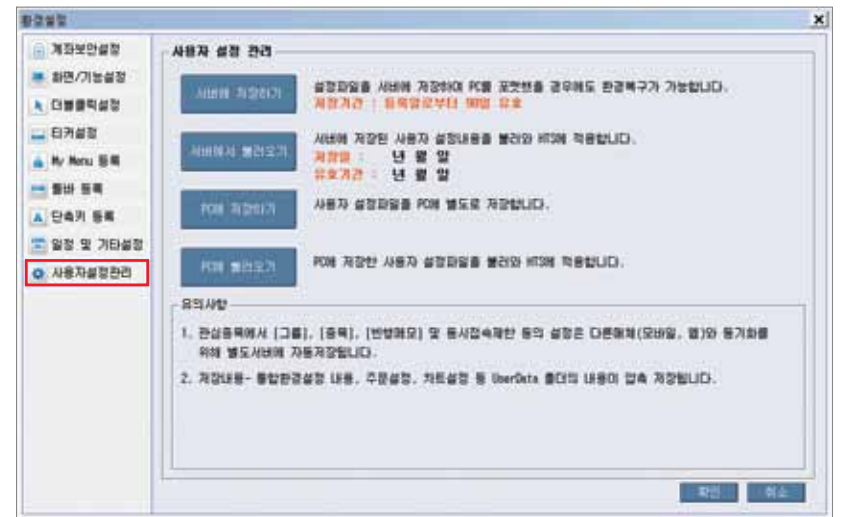 환경설정
계좌보안설정
화면/기능설정
더블클릭설정
티커설정
My Menu 등록
툴바 등록
단축키 등록
일정 및 기타설정
사용자설정관리
사용자 설정 관리
서버에 저장하기
설정파일을 서버에 저장하여 PC를 포맷했을 경우에도 환경복구가 가능합니다.
저장기간 : 등록일로부터 90일 유효
서버에서 불러오기
서버에 저장된 사용자 설정내용을 불러와 HTS에 적용합니다.
저장일 : 년 월 일
유효기간 : 년 월 일
PC에 저장하기
사용자 설정파일을 PC에 별도로 저장합니다.
PC에 불러오기
PC에 저장한 사용자 설정파일을 불러와 HTS에 적용합니다.
유의사항
1. 관심종목에서 [그룹], [종목], [반병메모] 및 동시접속제한 등의 설정은 다른매체(모바일, 웹)와 동기화를
위해 별도서버에 자동저장됩니다.
2. 저장내용- 통합환경설정 내용, 주문설정, 차트설정 등 UserData 폴더의 내용이 압축 저장됩니다.
확인
취소